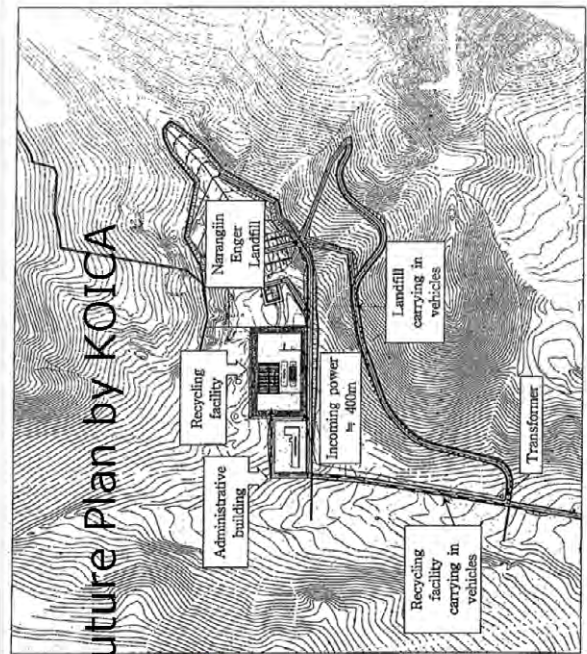 uture Plan by KOICA
Narangiin
Enger
Landfill
Recycling
facility
Administrative
building
Incoming power
≒ 400m
Landfill
carrying in
vehicles
Recycling
facility
carrying in
vehicles
Transformer